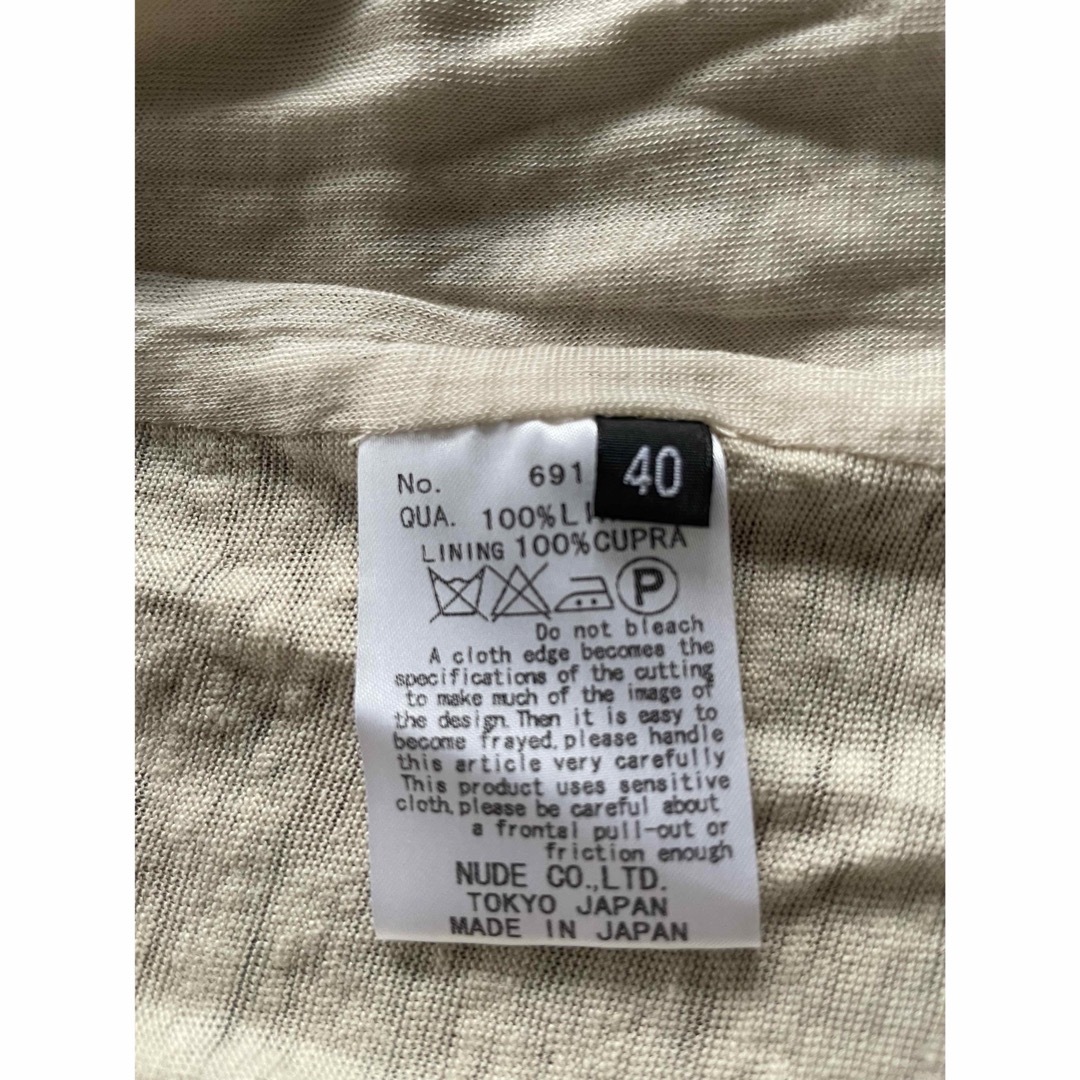 No. 691
40
QUA. 100%
LINING 100%CUPRA
P
Do not bleach
A cloth edge becomes the
specifications of the cutting
to make much of the image of
the design. Then it is easy to
become frayed. please handle
this article very carefully
This product uses sensitive
cloth. please be careful about
a frontal pull-out or
friction enough
NUDE CO.,LTD.
TOKYO JAPAN
MADE IN JAPAN